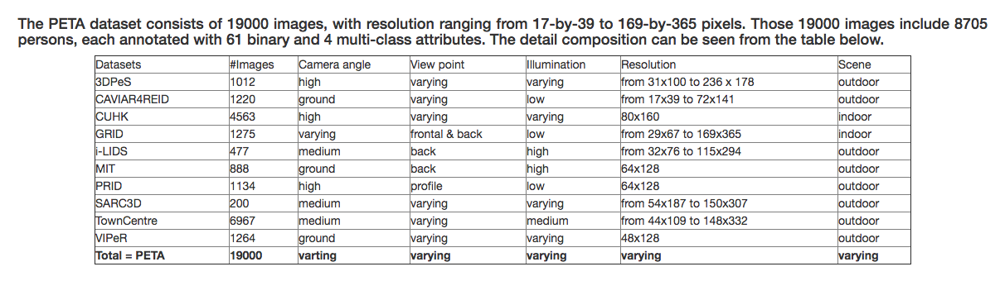 The PETA dataset consists of 19000 images, with resolution ranging from 17-by-39 to 169-by-365 pixels. Those 19000 images include 8705
persons, each annotated with 61 binary and 4 multi-class attributes. The detail composition can be seen from the table below.
Datasets #Images Camera angle View point Illumination Resolution Scene
3DPeS 1012 high varying varying from 31x100 to 236 x 178 outdoor
CAVIAR4REID 1220 ground varying low from 17x39 to 72x141 outdoor
CUHK 4563 high varying varying 80x160 indoor
GRID 1275 varying frontal & back low from 29x67 to 169x365 indoor
i-LIDS 477 medium back high from 32x76 to 115x294 outdoor
MIT 888 ground back high 64x128 outdoor
PRID 1134 high profile low 64x128 outdoor
SARC3D 200 medium varying varying from 54x187 to 150x307 outdoor
TownCentre 6967 medium varying medium from 44x109 to 148x332 outdoor
VIPeR 1264 ground varying varying 48x128 outdoor
Total = PETA 19000 varting varying varying varying varying